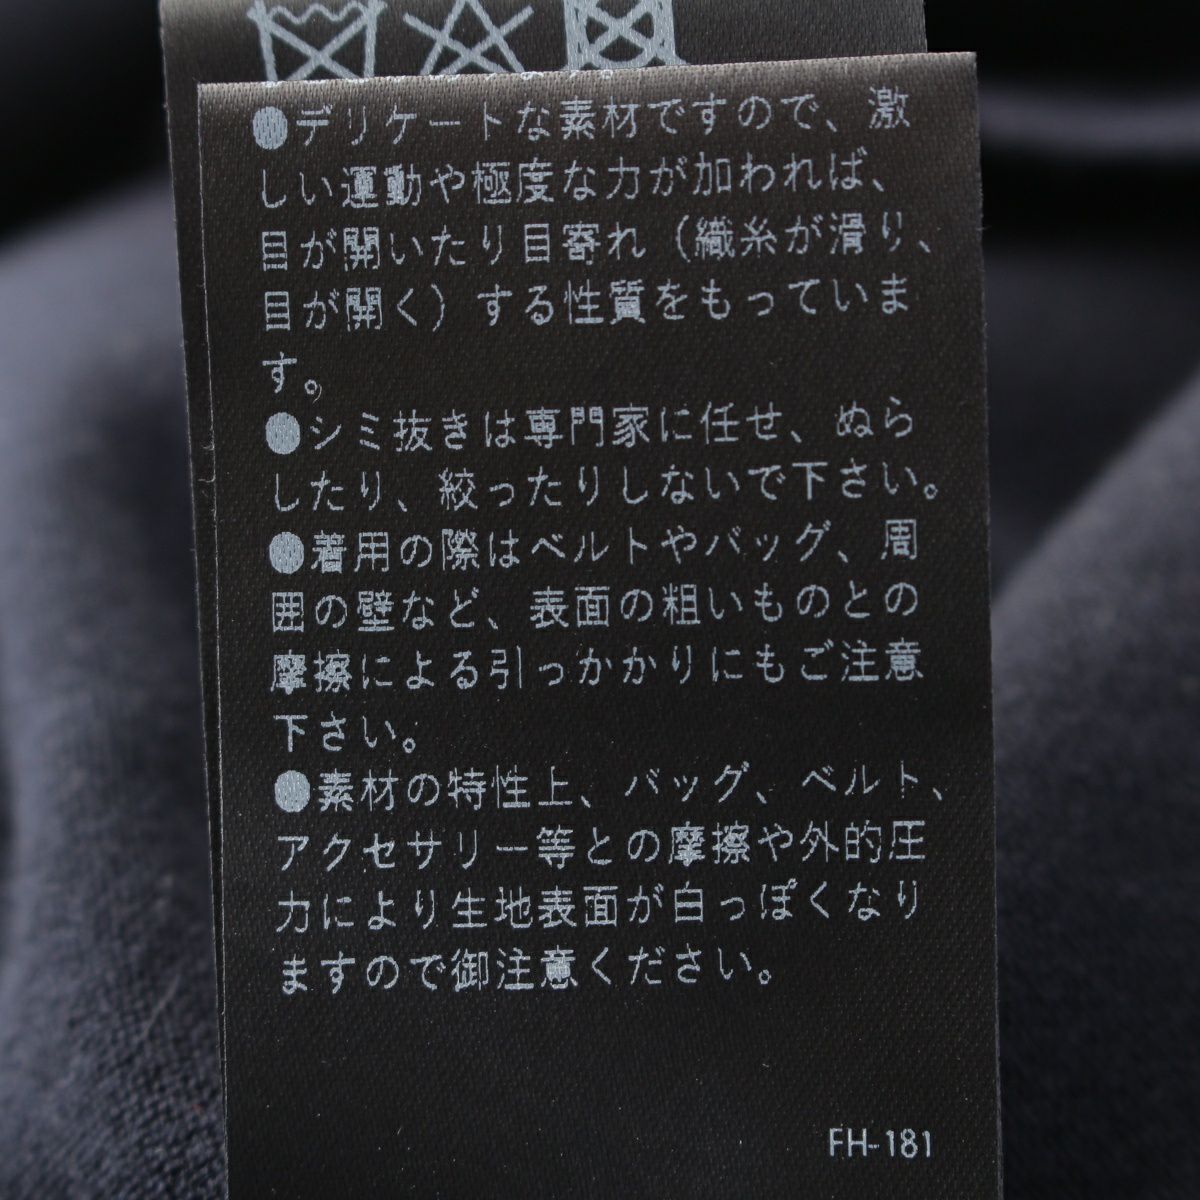 ●デリケートな素材ですので、激
しい運動や極度な力が加われば、
目が開いたり目寄れ（織糸が滑り、
目が開く）する性質をもっていま
す。
●シミ抜きは専門家に任せ、ぬら
したり、絞ったりしないで下さい。
●着用の際はベルトやバッグ、周
囲の壁など、表面の粗いものとの
摩擦による引っかかりにもご注意
下さい。
●素材の特性上、バッグ、ベルト、
アクセサリー等との摩擦や外的圧
力により生地表面が白っぽくなり
ますので御注意ください。
FH-181